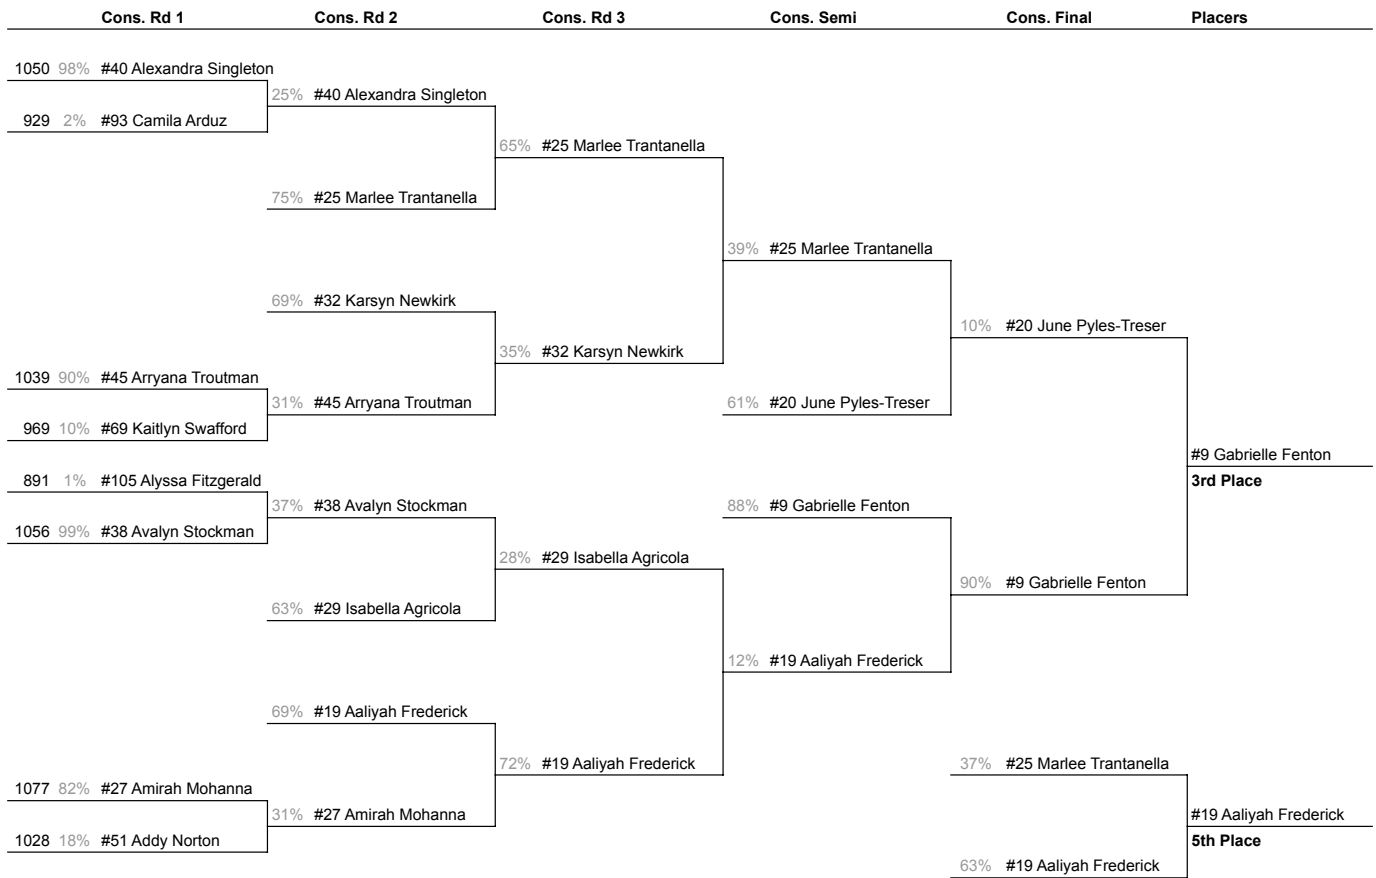 Cons. Rd 1 Cons. Rd 2 Cons. Rd 3 Cons. Semi Cons. Final Placers
1050 98% #40 Alexandra Singleton
25% #40 Alexandra Singleton
929 2% #93 Camila Arduz
65% #25 Marlee Trantanella
75% #25 Marlee Trantanella
39% #25 Marlee Trantanella
69% #32 Karsyn Newkirk
10% #20 June Pyles-Treser
35% #32 Karsyn Newkirk
1039 90% #45 Arryana Troutman
31% #45 Arryana Troutman
61% #20 June Pyles-Treser
969 10% #69 Kaitlyn Swafford
#9 Gabrielle Fenton
891 1% #105 Alyssa Fitzgerald
3rd Place
37% #38 Avalyn Stockman
88% #9 Gabrielle Fenton
1056 99% #38 Avalyn Stockman
28% #29 Isabella Agricola
90% #9 Gabrielle Fenton
63% #29 Isabella Agricola
12% #19 Aaliyah Frederick
69% #19 Aaliyah Frederick
72% #19 Aaliyah Frederick
37% #25 Marlee Trantanella
1077 82% #27 Amirah Mohanna
31% #27 Amirah Mohanna
#19 Aaliyah Frederick
1028 18% #51 Addy Norton
5th Place
63% #19 Aaliyah Frederick